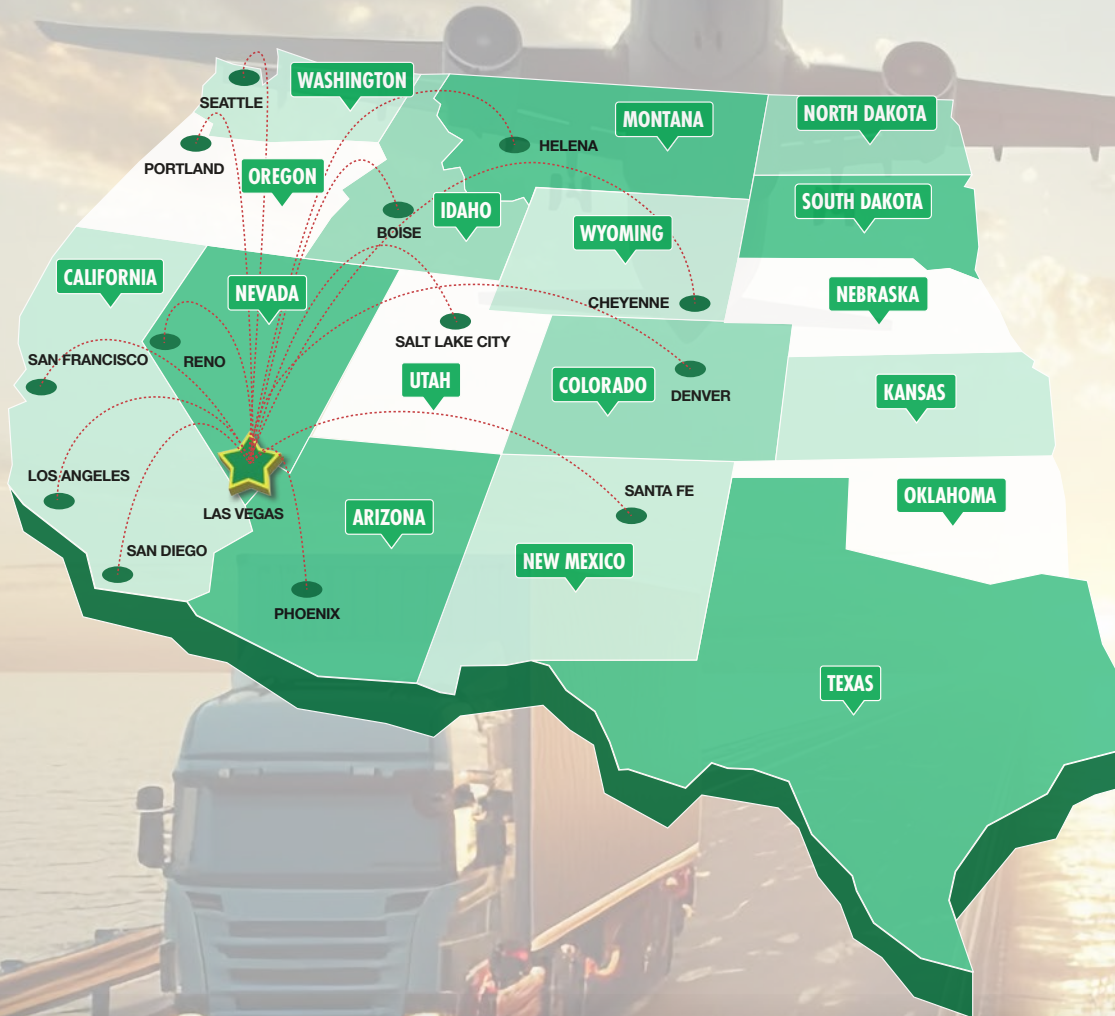 WASHINGTON
SEATTLE
MONTANA
NORTH DAKOTA
HELENA
PORTLAND
OREGON
SOUTH DAKOTA
IDAHO
BOISE
WYOMING
CALIFORNIA
NEVADA
NEBRASKA
CHEYENNE
SALT LAKE CITY
SAN FRANCISCO
RENO
UTAH
COLORADO
DENVER
KANSAS
LOS ANGELES
SANTA FE
OKLAHOMA
LAS VEGAS
ARIZONA
SAN DIEGO
NEW MEXICO
PHOENIX
TEXAS